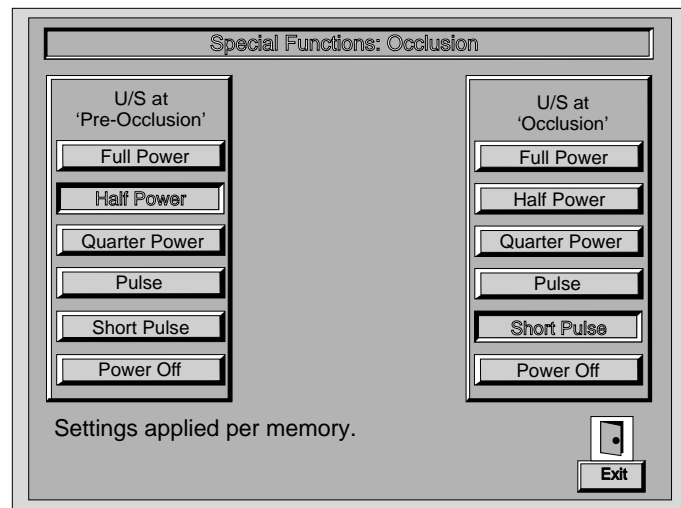 Special Functions: Occlusion
U/S at
‘Pre-Occlusion’
Full Power
Half Power
Quarter Power
Pulse
Short Pulse
Power Off
U/S at
‘Occlusion’
Full Power
Half Power
Quarter Power
Pulse
Short Pulse
Power Off
Settings applied per memory.
Exit